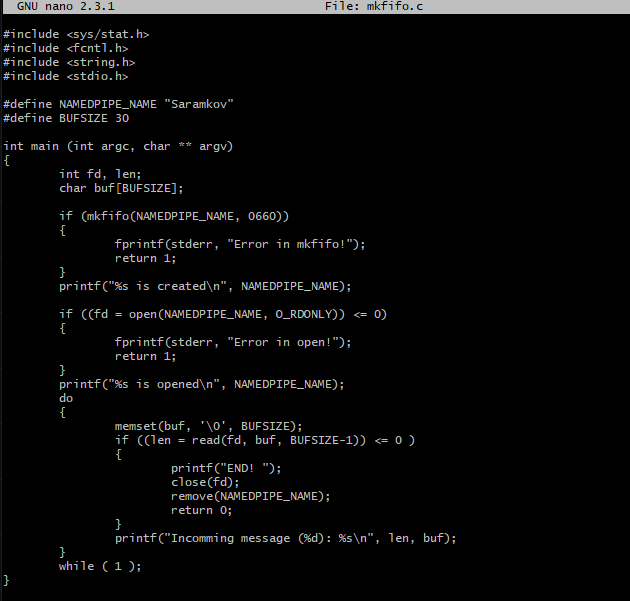 GNU nano 2.3.1 File: mkfifo.c
#include <sys/stat.h>
#include <fcntl.h>
#include <string.h>
#include <stdio.h>
#define NAMEDPIPE_NAME "Saramkov"
#define BUFSIZE 30
int main (int argc, char ** argv)
{
int fd, len;
char buf[BUFSIZE];
if (mkfifo(NAMEDPIPE_NAME, 0660))
{
fprintf(stderr, "Error in mkfifo!");
return 1;
}
printf("%s is created\n", NAMEDPIPE_NAME);
if ((fd = open(NAMEDPIPE_NAME, O_RDONLY)) <= 0)
{
fprintf(stderr, "Error in open!");
return 1;
}
printf("%s is opened\n", NAMEDPIPE_NAME);
do
{
memset(buf, '\0', BUFSIZE);
if ((len = read(fd, buf, BUFSIZE-1)) <= 0 )
{
printf("END! ");
close(fd);
remove(NAMEDPIPE_NAME);
return 0;
}
printf("Incomming message (%d): %s\n", len, buf);
}
while ( 1 );
}